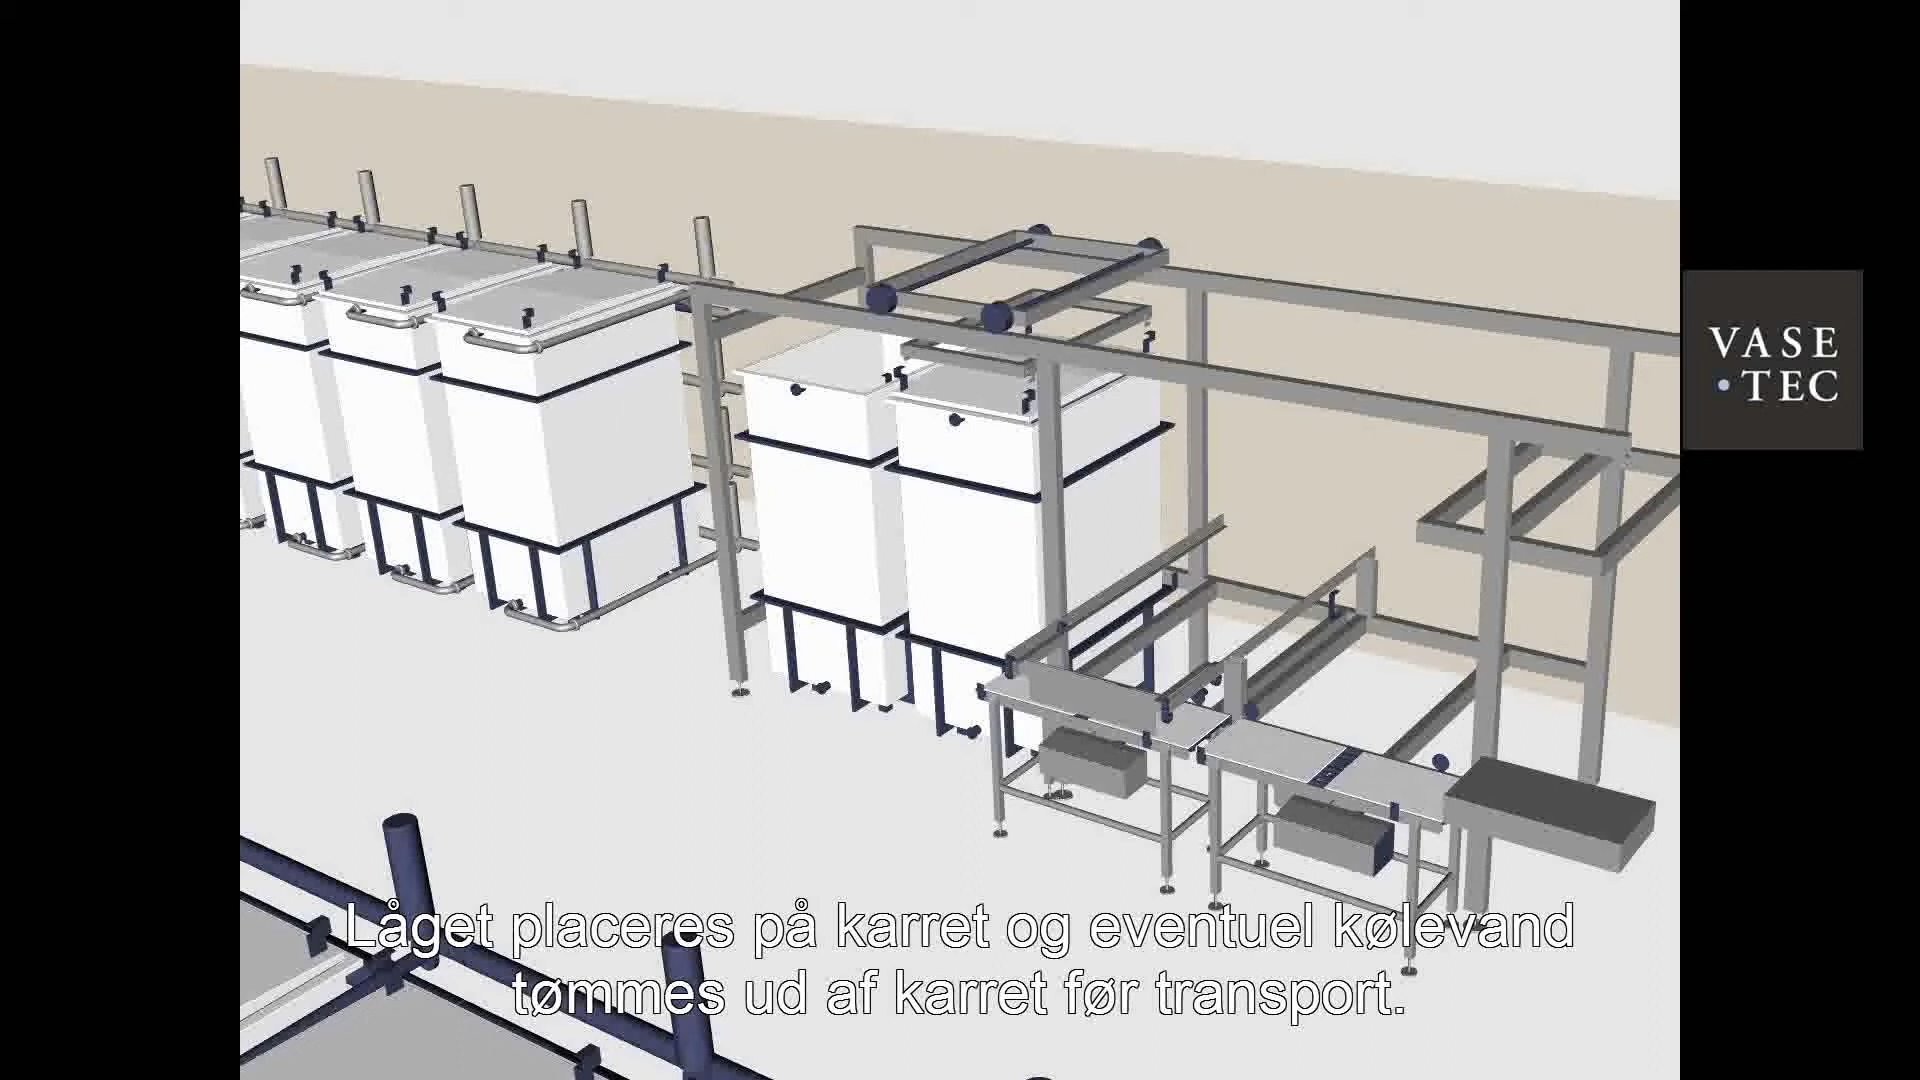 VASE
TEC
Låget placeres på karret og eventuel kølevand
tømmes ud af karret før transport.